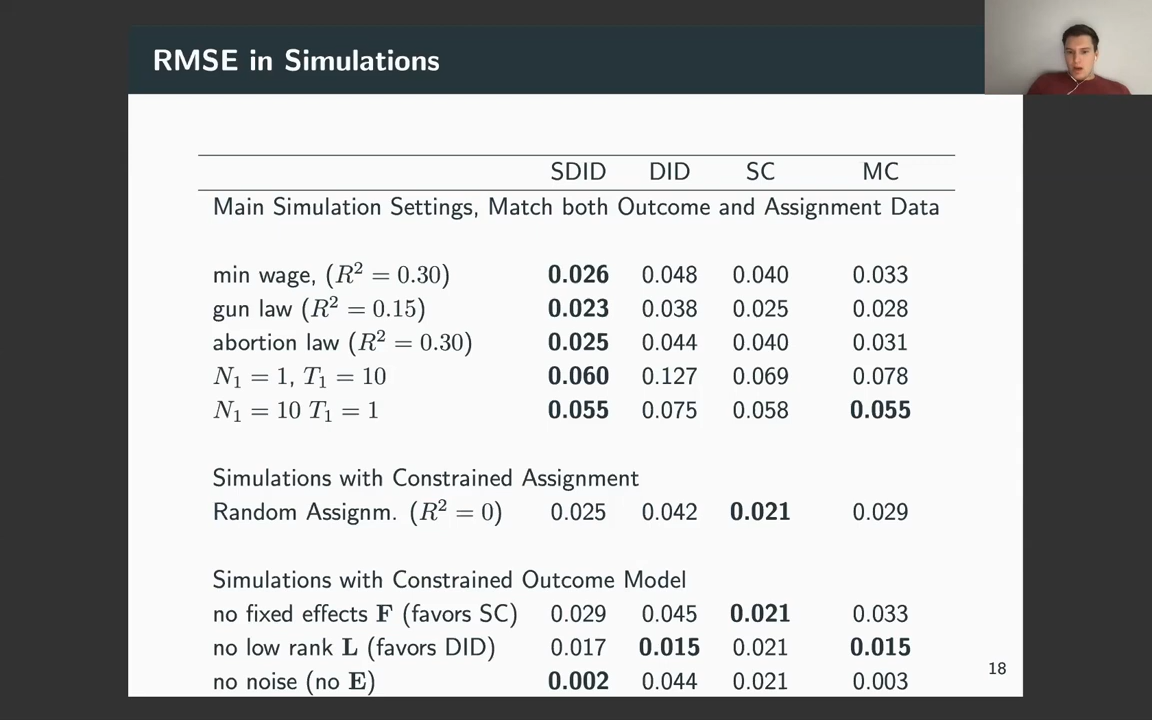 RMSE in Simulations
SDID DID SC MC
Main Simulation Settings, Match both Outcome and Assignment Data
min wage, (R² = 0.30) 0.026 0.048 0.040 0.033
gun law (R² = 0.15) 0.023 0.038 0.025 0.028
abortion law (R² = 0.30) 0.025 0.044 0.040 0.031
N₁ = 1, T₁ = 10 0.060 0.127 0.069 0.078
N₁ = 10 T₁ = 1 0.055 0.075 0.058 0.055
Simulations with Constrained Assignment
Random Assignm. (R² = 0) 0.025 0.042 0.021 0.029
Simulations with Constrained Outcome Model
no fixed effects F (favors SC) 0.029 0.045 0.021 0.033
no low rank L (favors DID) 0.017 0.015 0.021 0.015
no noise (no E) 0.002 0.044 0.021 0.003
18